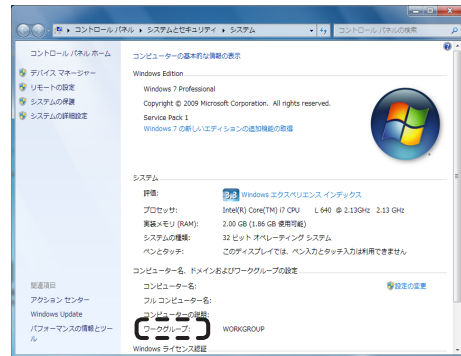 コントロール パネル ▸ システムとセキュリティ ▸ システム
コントロール パネルの検索
コントロール パネル ホーム
デバイス マネージャー
リモートの設定
システムの保護
システムの詳細設定
コンピューターの基本的な情報の表示
Windows Edition
Windows 7 Professional
Copyright © 2009 Microsoft Corporation. All rights reserved.
Service Pack 1
Windows 7 の新しいエディションの追加機能の取得
システム
評価: 3,3 Windows エクスペリエンス インデックス
プロセッサ: Intel(R) Core(TM) i7 CPU L 640 @ 2.13GHz 2.13 GHz
実装メモリ (RAM): 2.00 GB (1.86 GB 使用可能)
システムの種類: 32 ビット オペレーティング システム
ペンとタッチ: このディスプレイでは、ペン入力とタッチ入力は利用できません
コンピューター名、ドメインおよびワークグループの設定
コンピューター名: 設定の変更
フル コンピューター名:
コンピューターの説明:
ワークグループ: WORKGROUP
Windows ライセンス認証
関連項目
アクション センター
Windows Update
パフォーマンスの情報とツー
ル